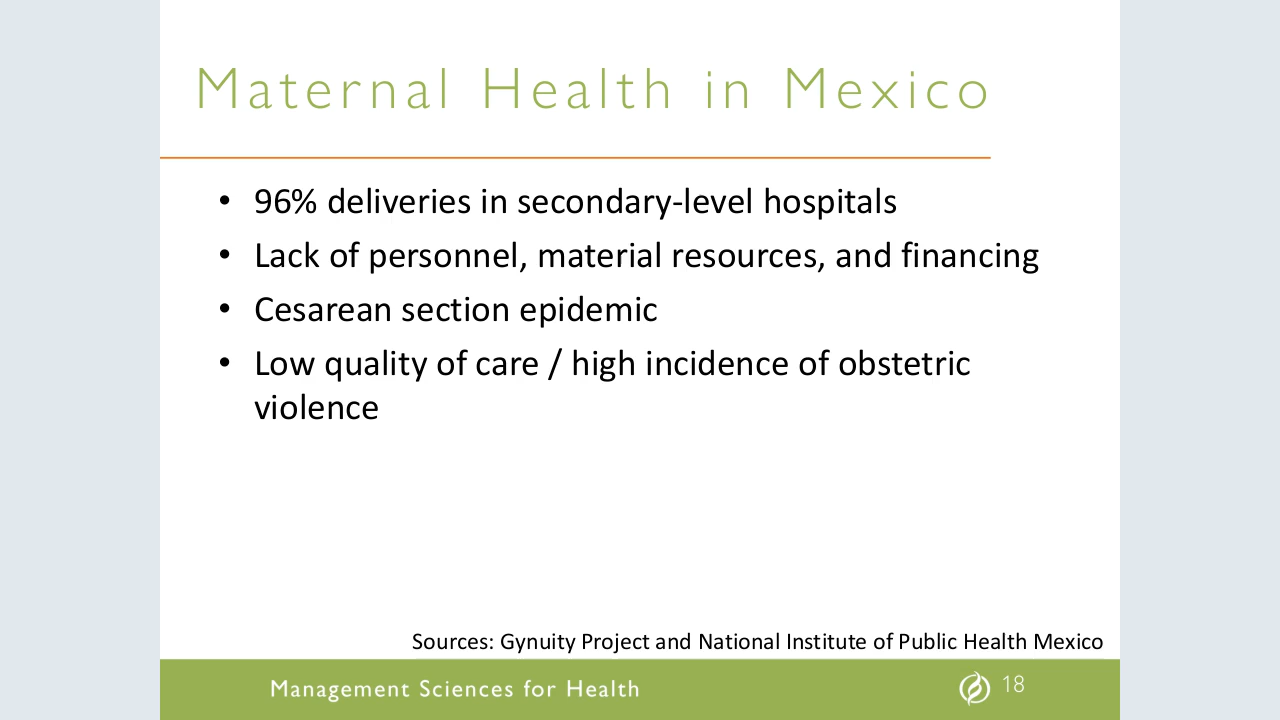 Maternal Health in Mexico
• 96% deliveries in secondary-level hospitals
• Lack of personnel, material resources, and financing
• Cesarean section epidemic
• Low quality of care / high incidence of obstetric
violence
Sources: Gynuity Project and National Institute of Public Health Mexico
Management Sciences for Health
18